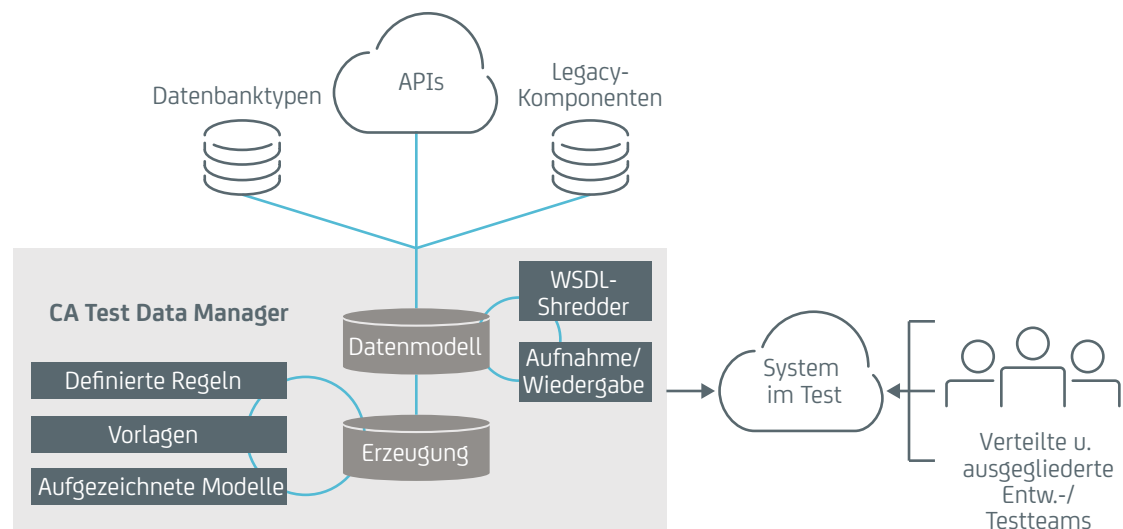 Datenbanktypen
APIs
Legacy-
Komponenten
CA Test Data Manager
Datenmodell
WSDL-
Shredder
Aufnahme/
Wiedergabe
Definierte Regeln
Vorlagen
Aufgezeichnete Modelle
Erzeugung
System
im Test
Verteilte u.
ausgegliederte
Entw.-/
Testteams